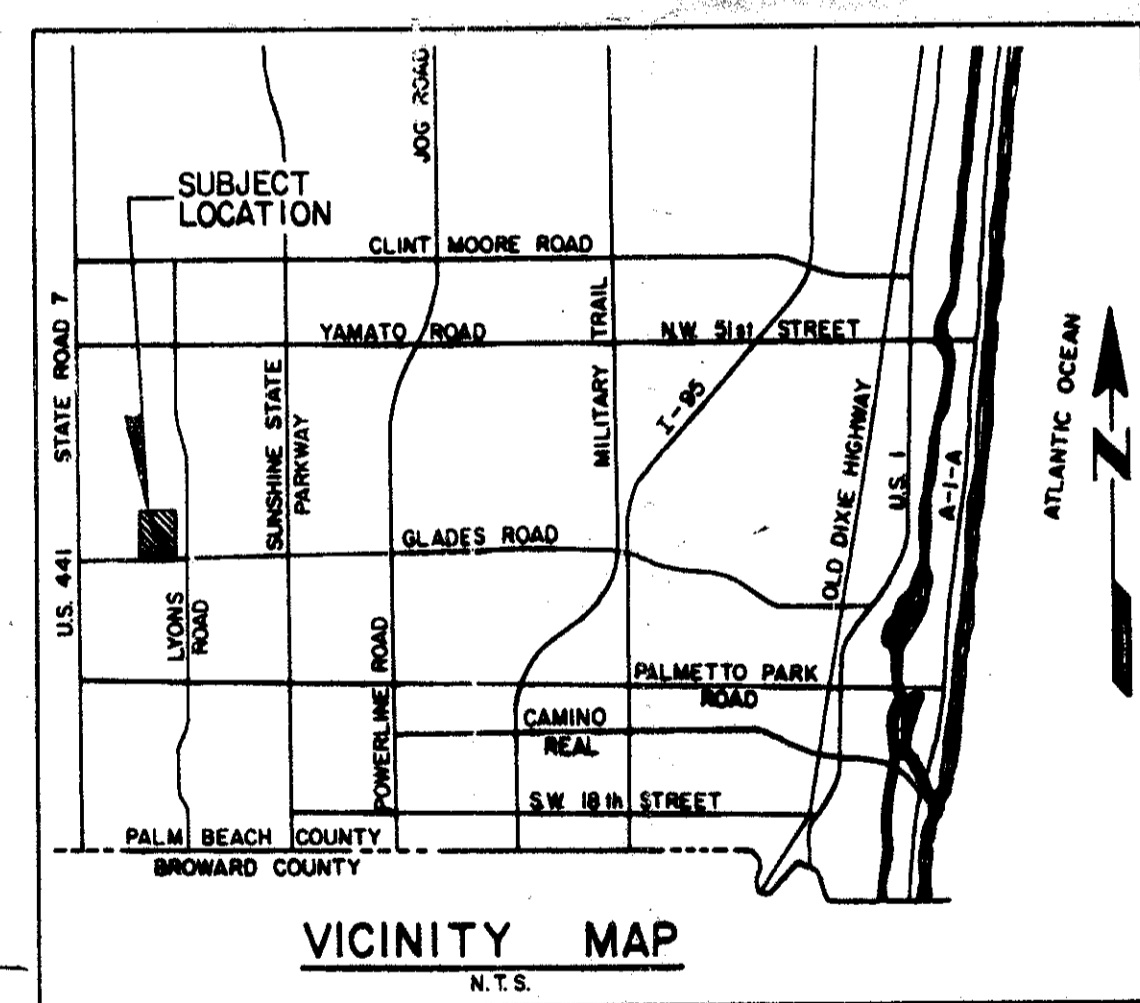 JOG ROAD
SUBJECT
LOCATION
CLINT MOORE ROAD
STATE ROAD 7
YAMATO ROAD
N.W. 51st STREET
MILITARY TRAIL
I-95
SUNSHINE STATE
PARKWAY
OLD DIXIE HIGHWAY
U.S. 1
A-1-A
ATLANTIC OCEAN
N
U.S. 441
GLADES ROAD
LYONS
ROAD
POWERLINE ROAD
PALMETTO PARK
ROAD
CAMINO
REAL
S.W. 18th STREET
PALM BEACH COUNTY
BROWARD COUNTY
VICINITY MAP
N.T.S.